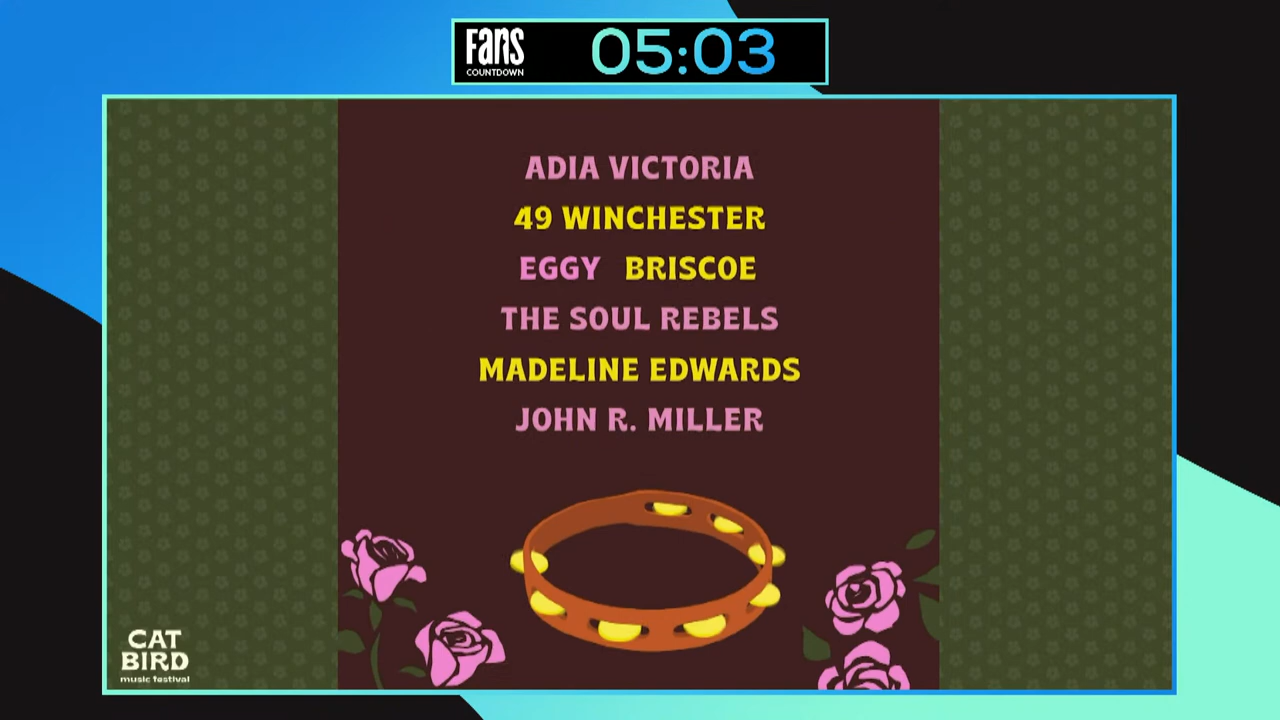 Fans
COUNTDOWN
05:03
ADIA VICTORIA
49 WINCHESTER
EGGY BRISCOE
THE SOUL REBELS
MADELINE EDWARDS
JOHN R. MILLER
CAT
BIRD
music festival